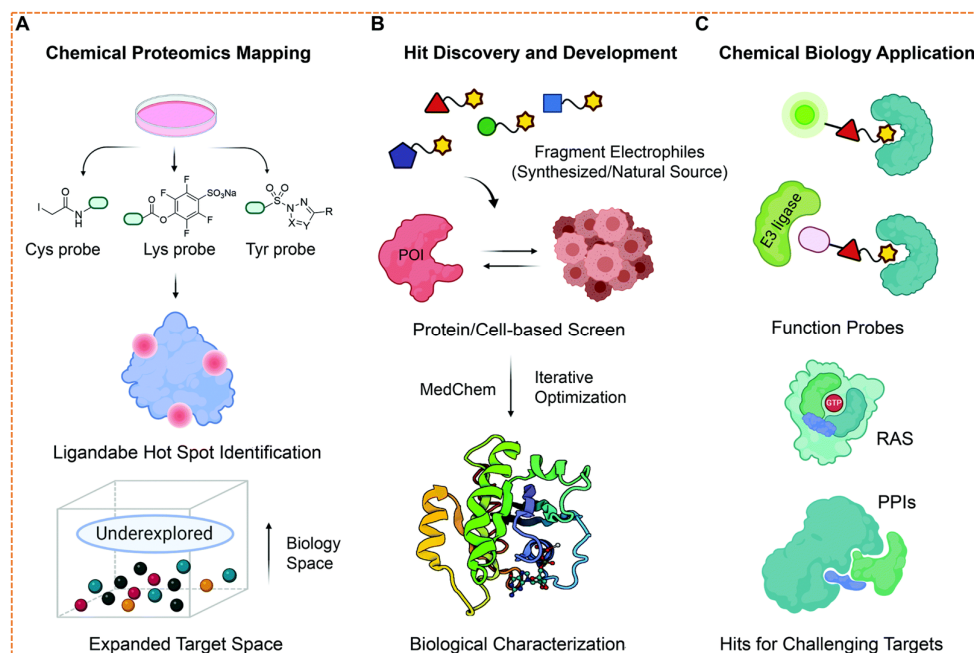 A
Chemical Proteomics Mapping
I
O
N
H
O
O
F
F
F
F
SO₃Na
O
S
O
N
N
X
Y
R
Cys probe
Lys probe
Tyr probe
Ligandabe Hot Spot Identification
Underexplored
Biology
Space
Expanded Target Space
B
Hit Discovery and Development
Fragment Electrophiles
(Synthesized/Natural Source)
POI
Protein/Cell-based Screen
MedChem
Iterative
Optimization
Biological Characterization
C
Chemical Biology Application
E3 ligase
Function Probes
GTP
RAS
PPIs
Hits for Challenging Targets